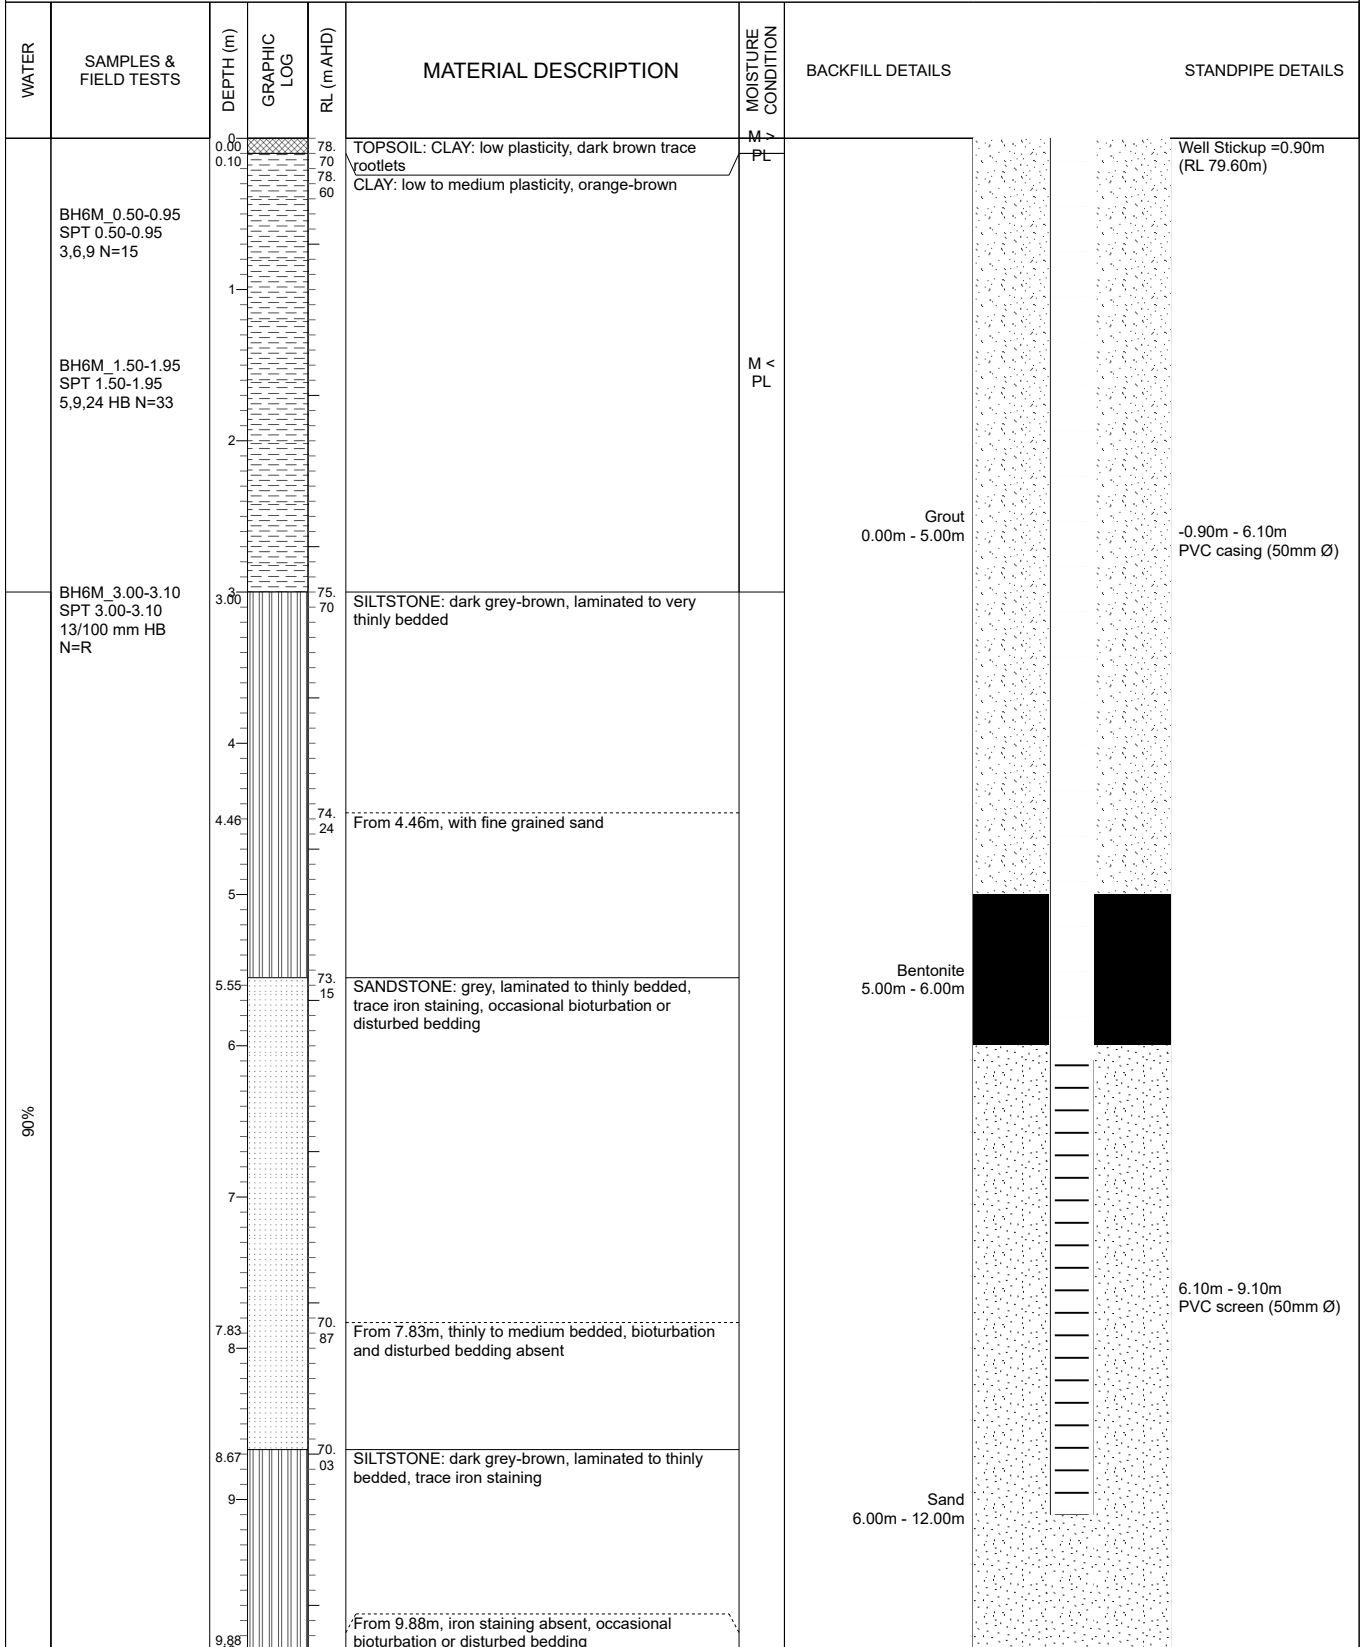 WATER
SAMPLES &
FIELD TESTS
DEPTH (m)
GRAPHIC
LOG
RL (m AHD)
MATERIAL DESCRIPTION
MOISTURE
CONDITION
BACKFILL DETAILS
STANDPIPE DETAILS
0
0.00
0.10
78.
70
78.
60
TOPSOIL: CLAY: low plasticity, dark brown trace
rootlets
CLAY: low to medium plasticity, orange-brown
M >
PL
Well Stickup =0.90m
(RL 79.60m)
BH6M_0.50-0.95
SPT 0.50-0.95
3,6,9 N=15
1
BH6M_1.50-1.95
SPT 1.50-1.95
5,9,24 HB N=33
M <
PL
2
Grout
0.00m - 5.00m
-0.90m - 6.10m
PVC casing (50mm Ø)
BH6M_3.00-3.10
SPT 3.00-3.10
13/100 mm HB
N=R
3
3.00
75.
70
SILTSTONE: dark grey-brown, laminated to very
thinly bedded
4
4.46
74.
24
From 4.46m, with fine grained sand
5
Bentonite
5.00m - 6.00m
5.55
73.
15
SANDSTONE: grey, laminated to thinly bedded,
trace iron staining, occasional bioturbation or
disturbed bedding
6
90%
7
6.10m - 9.10m
PVC screen (50mm Ø)
7.83
70.
87
From 7.83m, thinly to medium bedded, bioturbation
and disturbed bedding absent
8
8.67
70.
03
SILTSTONE: dark grey-brown, laminated to thinly
bedded, trace iron staining
9
Sand
6.00m - 12.00m
9.88
From 9.88m, iron staining absent, occasional
bioturbation or disturbed bedding